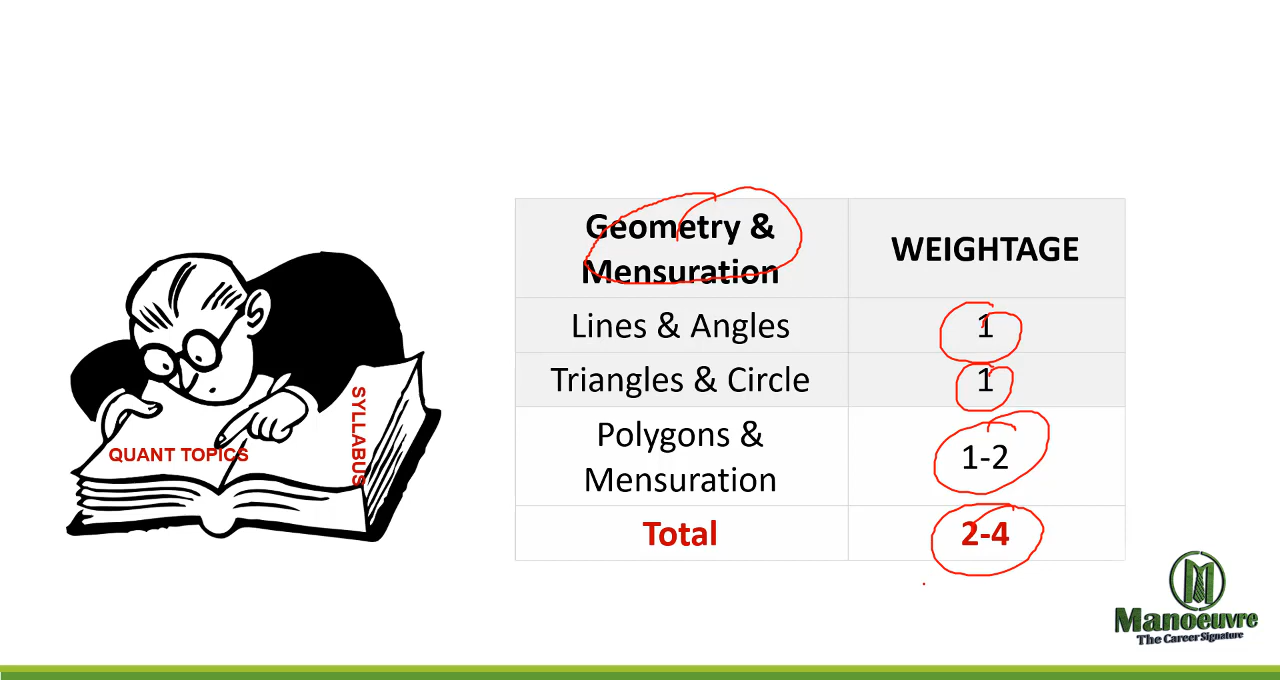 Geometry &
Mensuration
WEIGHTAGE
Lines & Angles 1
Triangles & Circle 1
Polygons &
Mensuration
1-2
Total 2-4
QUANT TOPICS
SYLLABUS
Manoeuvre
The Career Signature